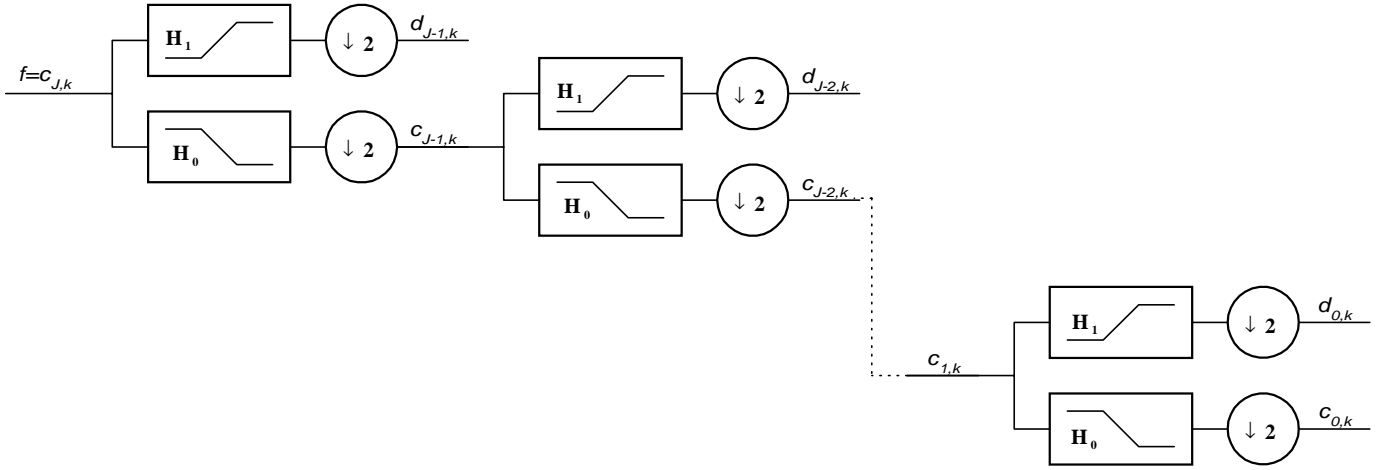 H1
↓ 2
dJ-1,k
f=cJ,k
H0
↓ 2
cJ-1,k
H1
↓ 2
dJ-2,k
H0
↓ 2
cJ-2,k
H1
↓ 2
d0,k
c1,k
H0
↓ 2
c0,k